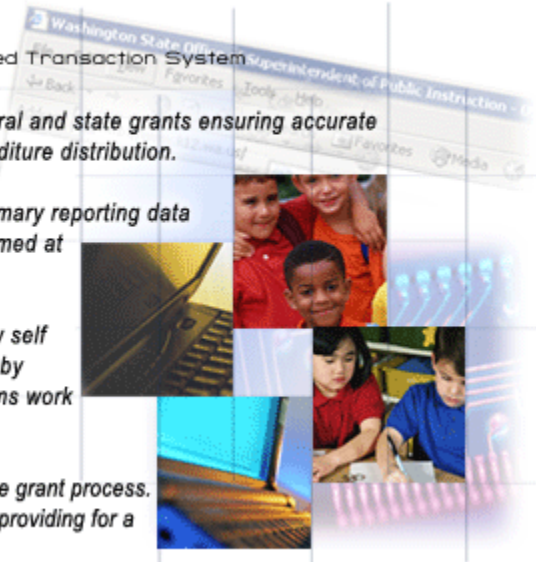 Washington State Office Superintendent of Public Instruction
ed Transaction System
View Favorites Tools Help
Back
ral and state grants ensuring accurate
diture distribution.
Favorites Media
mary reporting data
med at
y self
by
ns work
e grant process.
providing for a